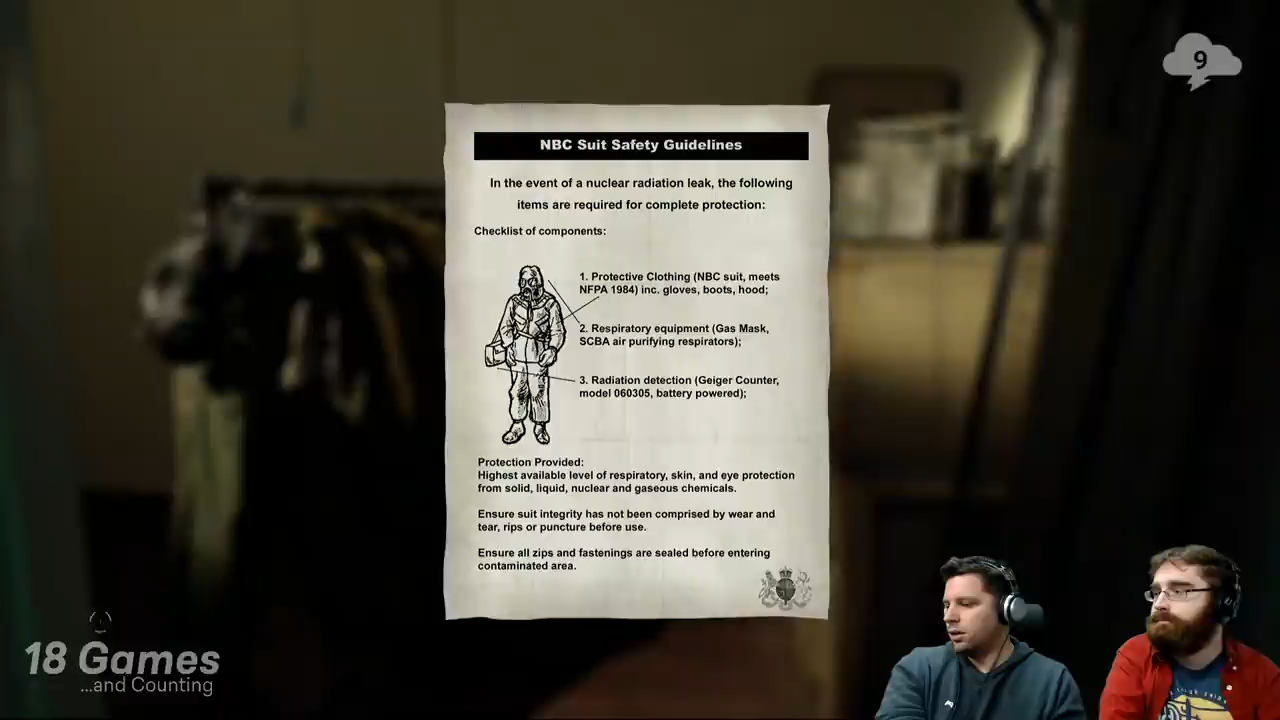 9
NBC Suit Safety Guidelines
In the event of a nuclear radiation leak, the following
items are required for complete protection:
Checklist of components:
1. Protective Clothing (NBC suit, meets
NFPA 1984) inc. gloves, boots, hood;
2. Respiratory equipment (Gas Mask,
SCBA air purifying respirators);
3. Radiation detection (Geiger Counter,
model 060305, battery powered);
Protection Provided:
Highest available level of respiratory, skin, and eye protection
from solid, liquid, nuclear and gaseous chemicals.
Ensure suit integrity has not been comprised by wear and
tear, rips or puncture before use.
Ensure all zips and fastenings are sealed before entering
contaminated area.
18 Games
...and Counting